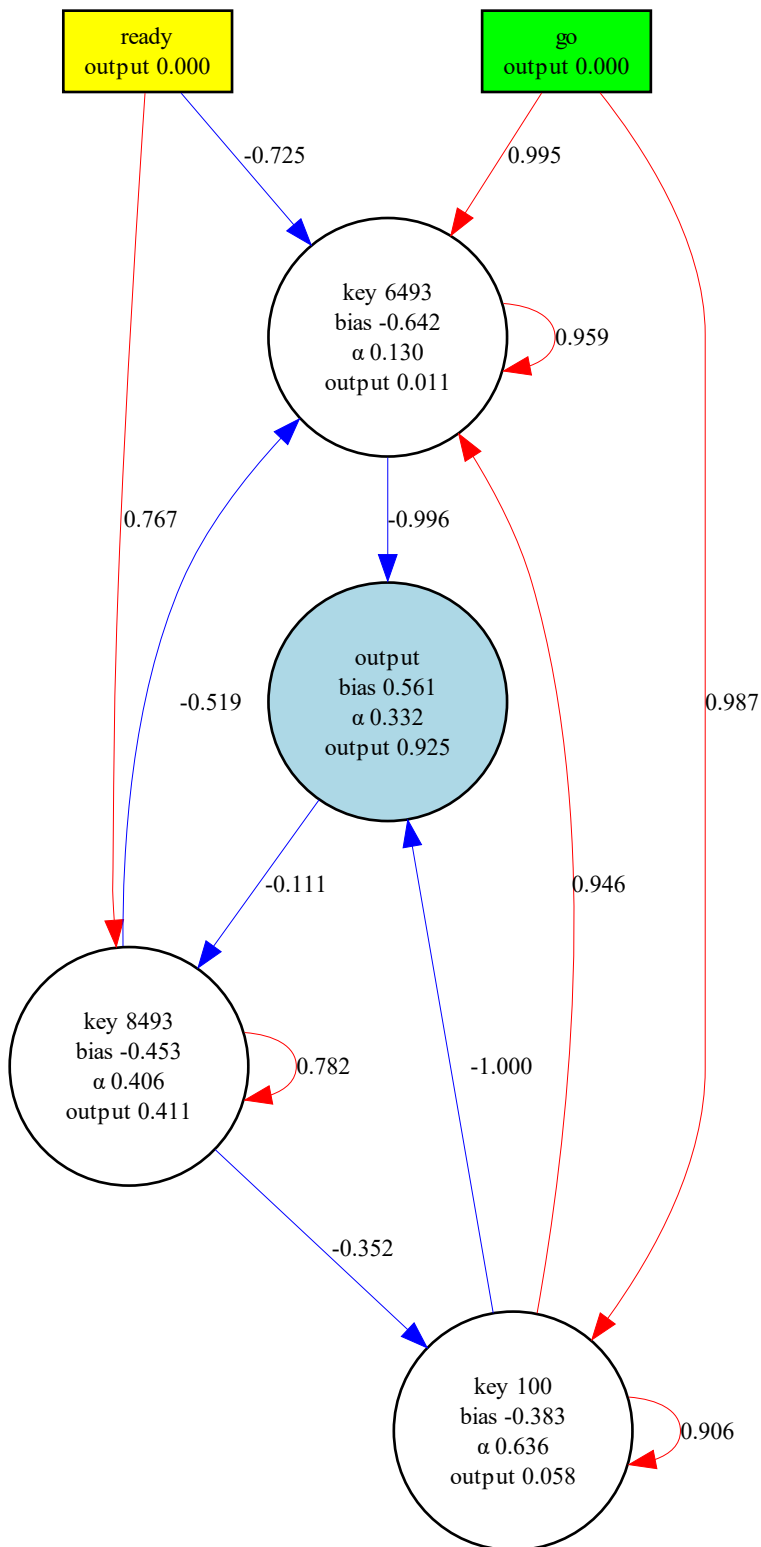 ready
output 0.000
go
output 0.000
-0.725
0.995
key 6493
bias -0.642
α 0.130
output 0.011
0.959
0.767
-0.996
output
bias 0.561
α 0.332
output 0.925
-0.519
0.987
-0.111
0.946
key 8493
bias -0.453
α 0.406
output 0.411
0.782
-1.000
-0.352
key 100
bias -0.383
α 0.636
output 0.058
0.906